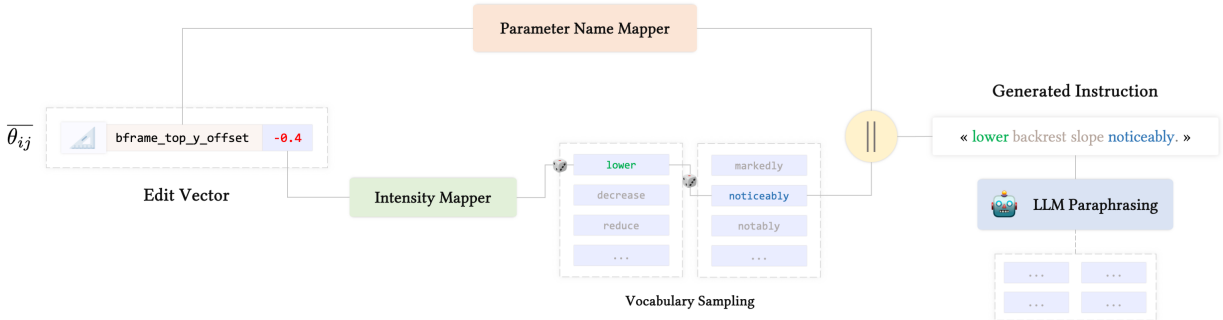 Parameter Name Mapper
θij
bframe_top_y_offset -0.4
Edit Vector
Intensity Mapper
lower
decrease
reduce
...
markedly
noticeably
notably
...
Vocabulary Sampling
||
Generated Instruction
« lower backrest slope noticeably. »
LLM Paraphrasing
... ...
... ...